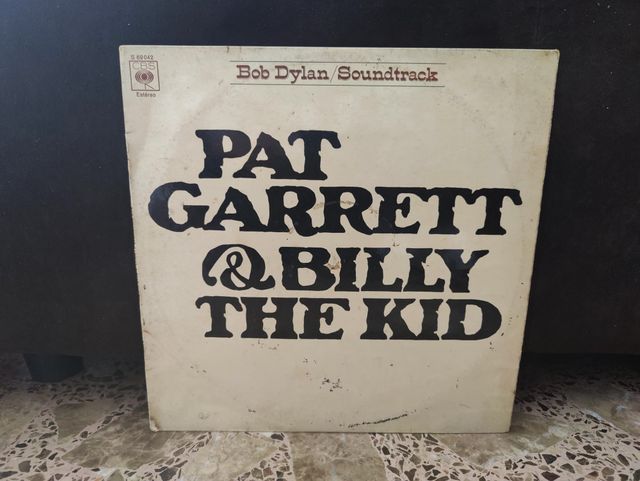 S 69042
CBS
Estéreo
Bob Dylan/Soundtrack
PAT
GARRETT
& BILLY
THE KID